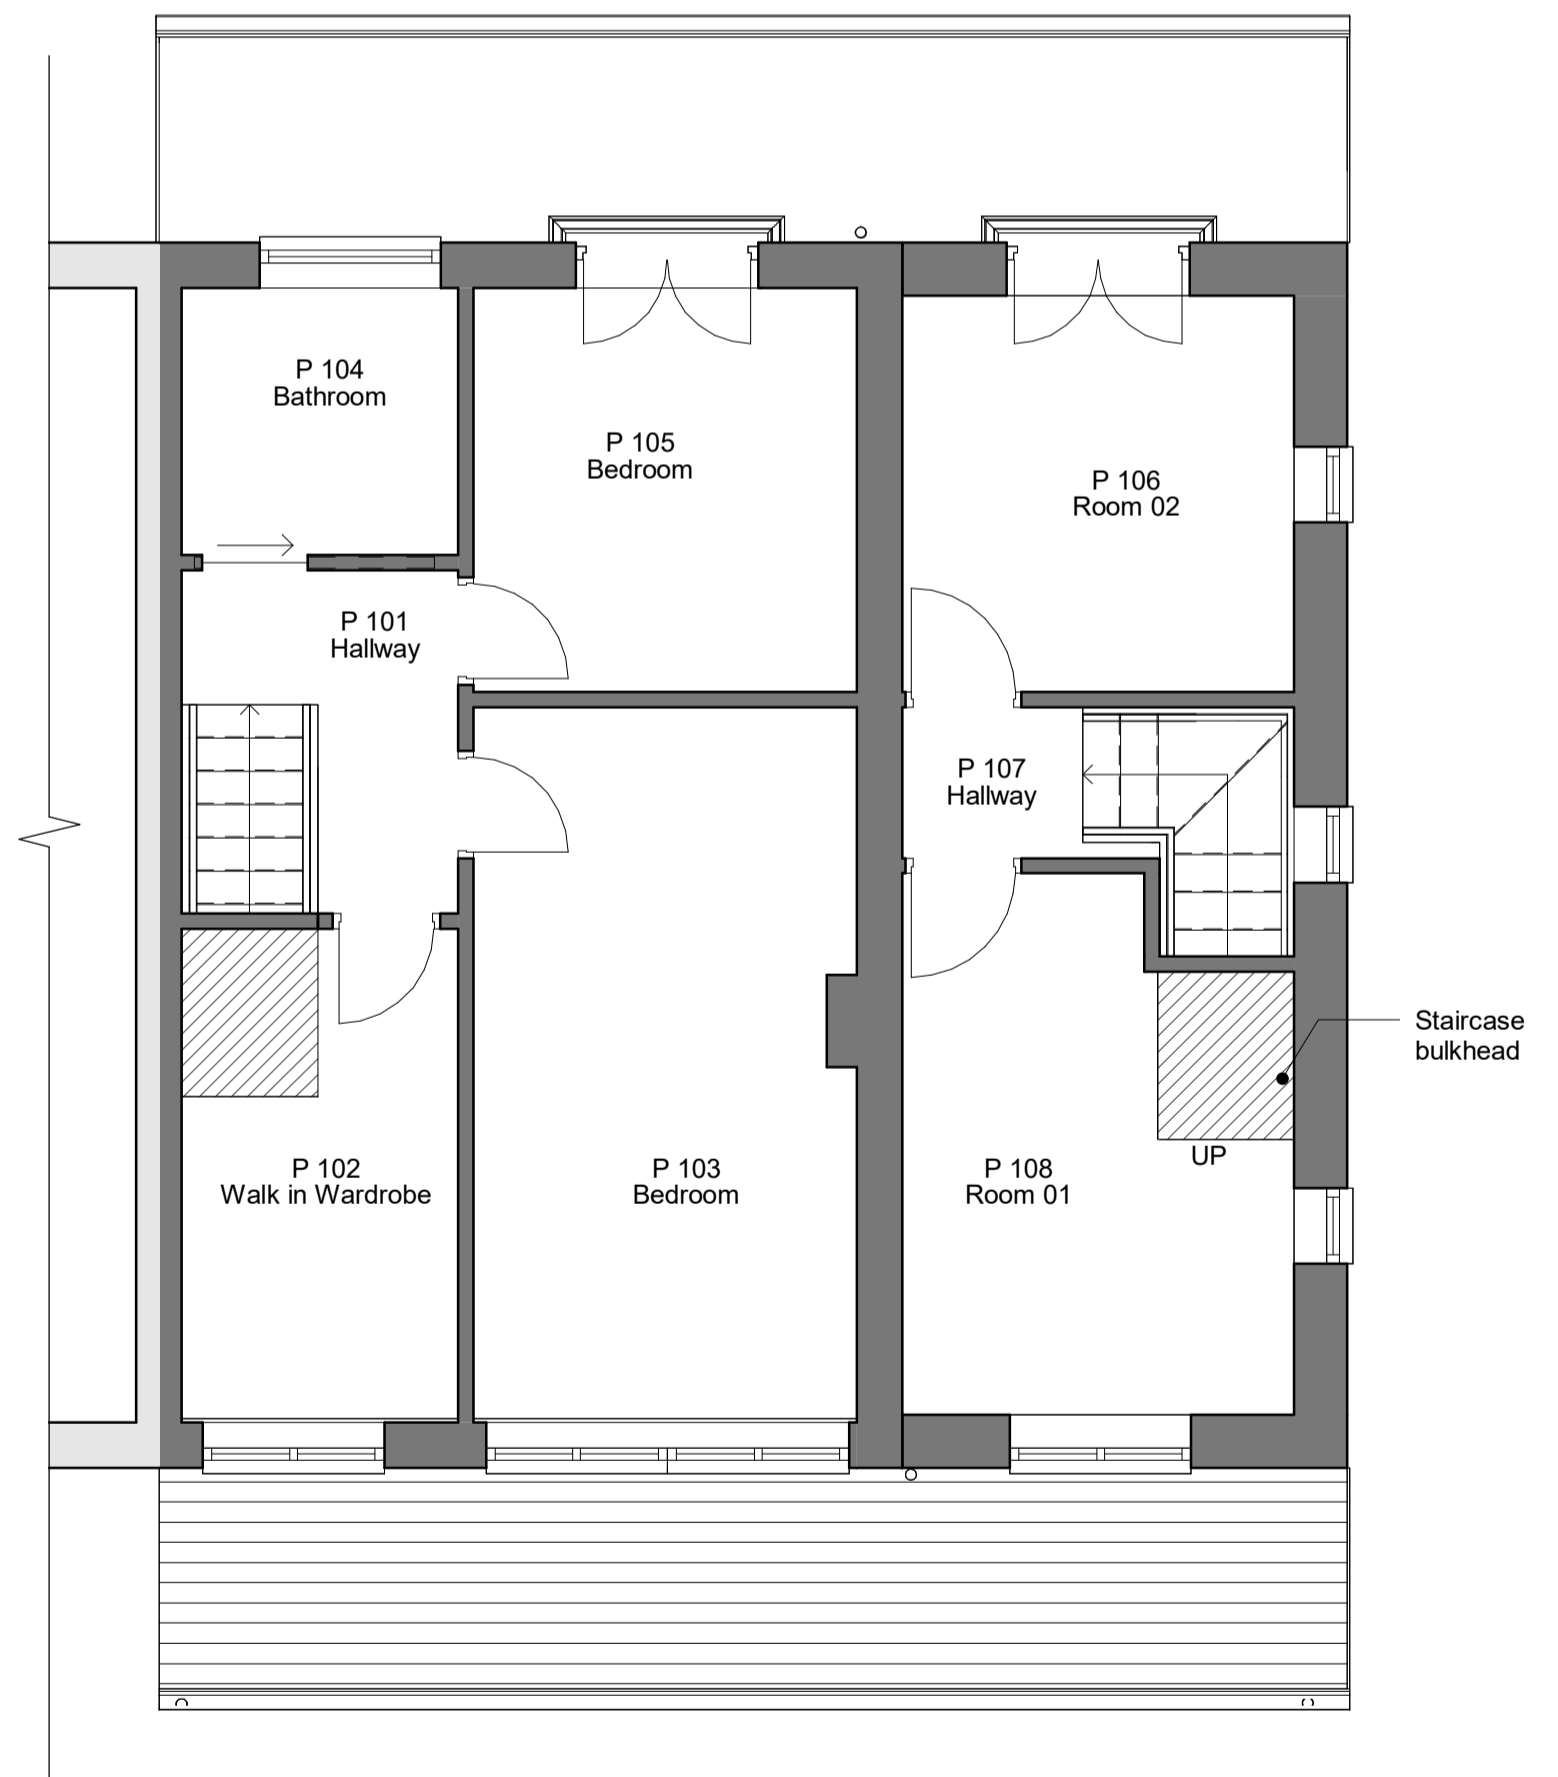 P 104
Bathroom
P 105
Bedroom
P 106
Room 02
P 101
Hallway
P 107
Hallway
Staircase
bulkhead
UP
P 102
Walk in Wardrobe
P 103
Bedroom
P 108
Room 01